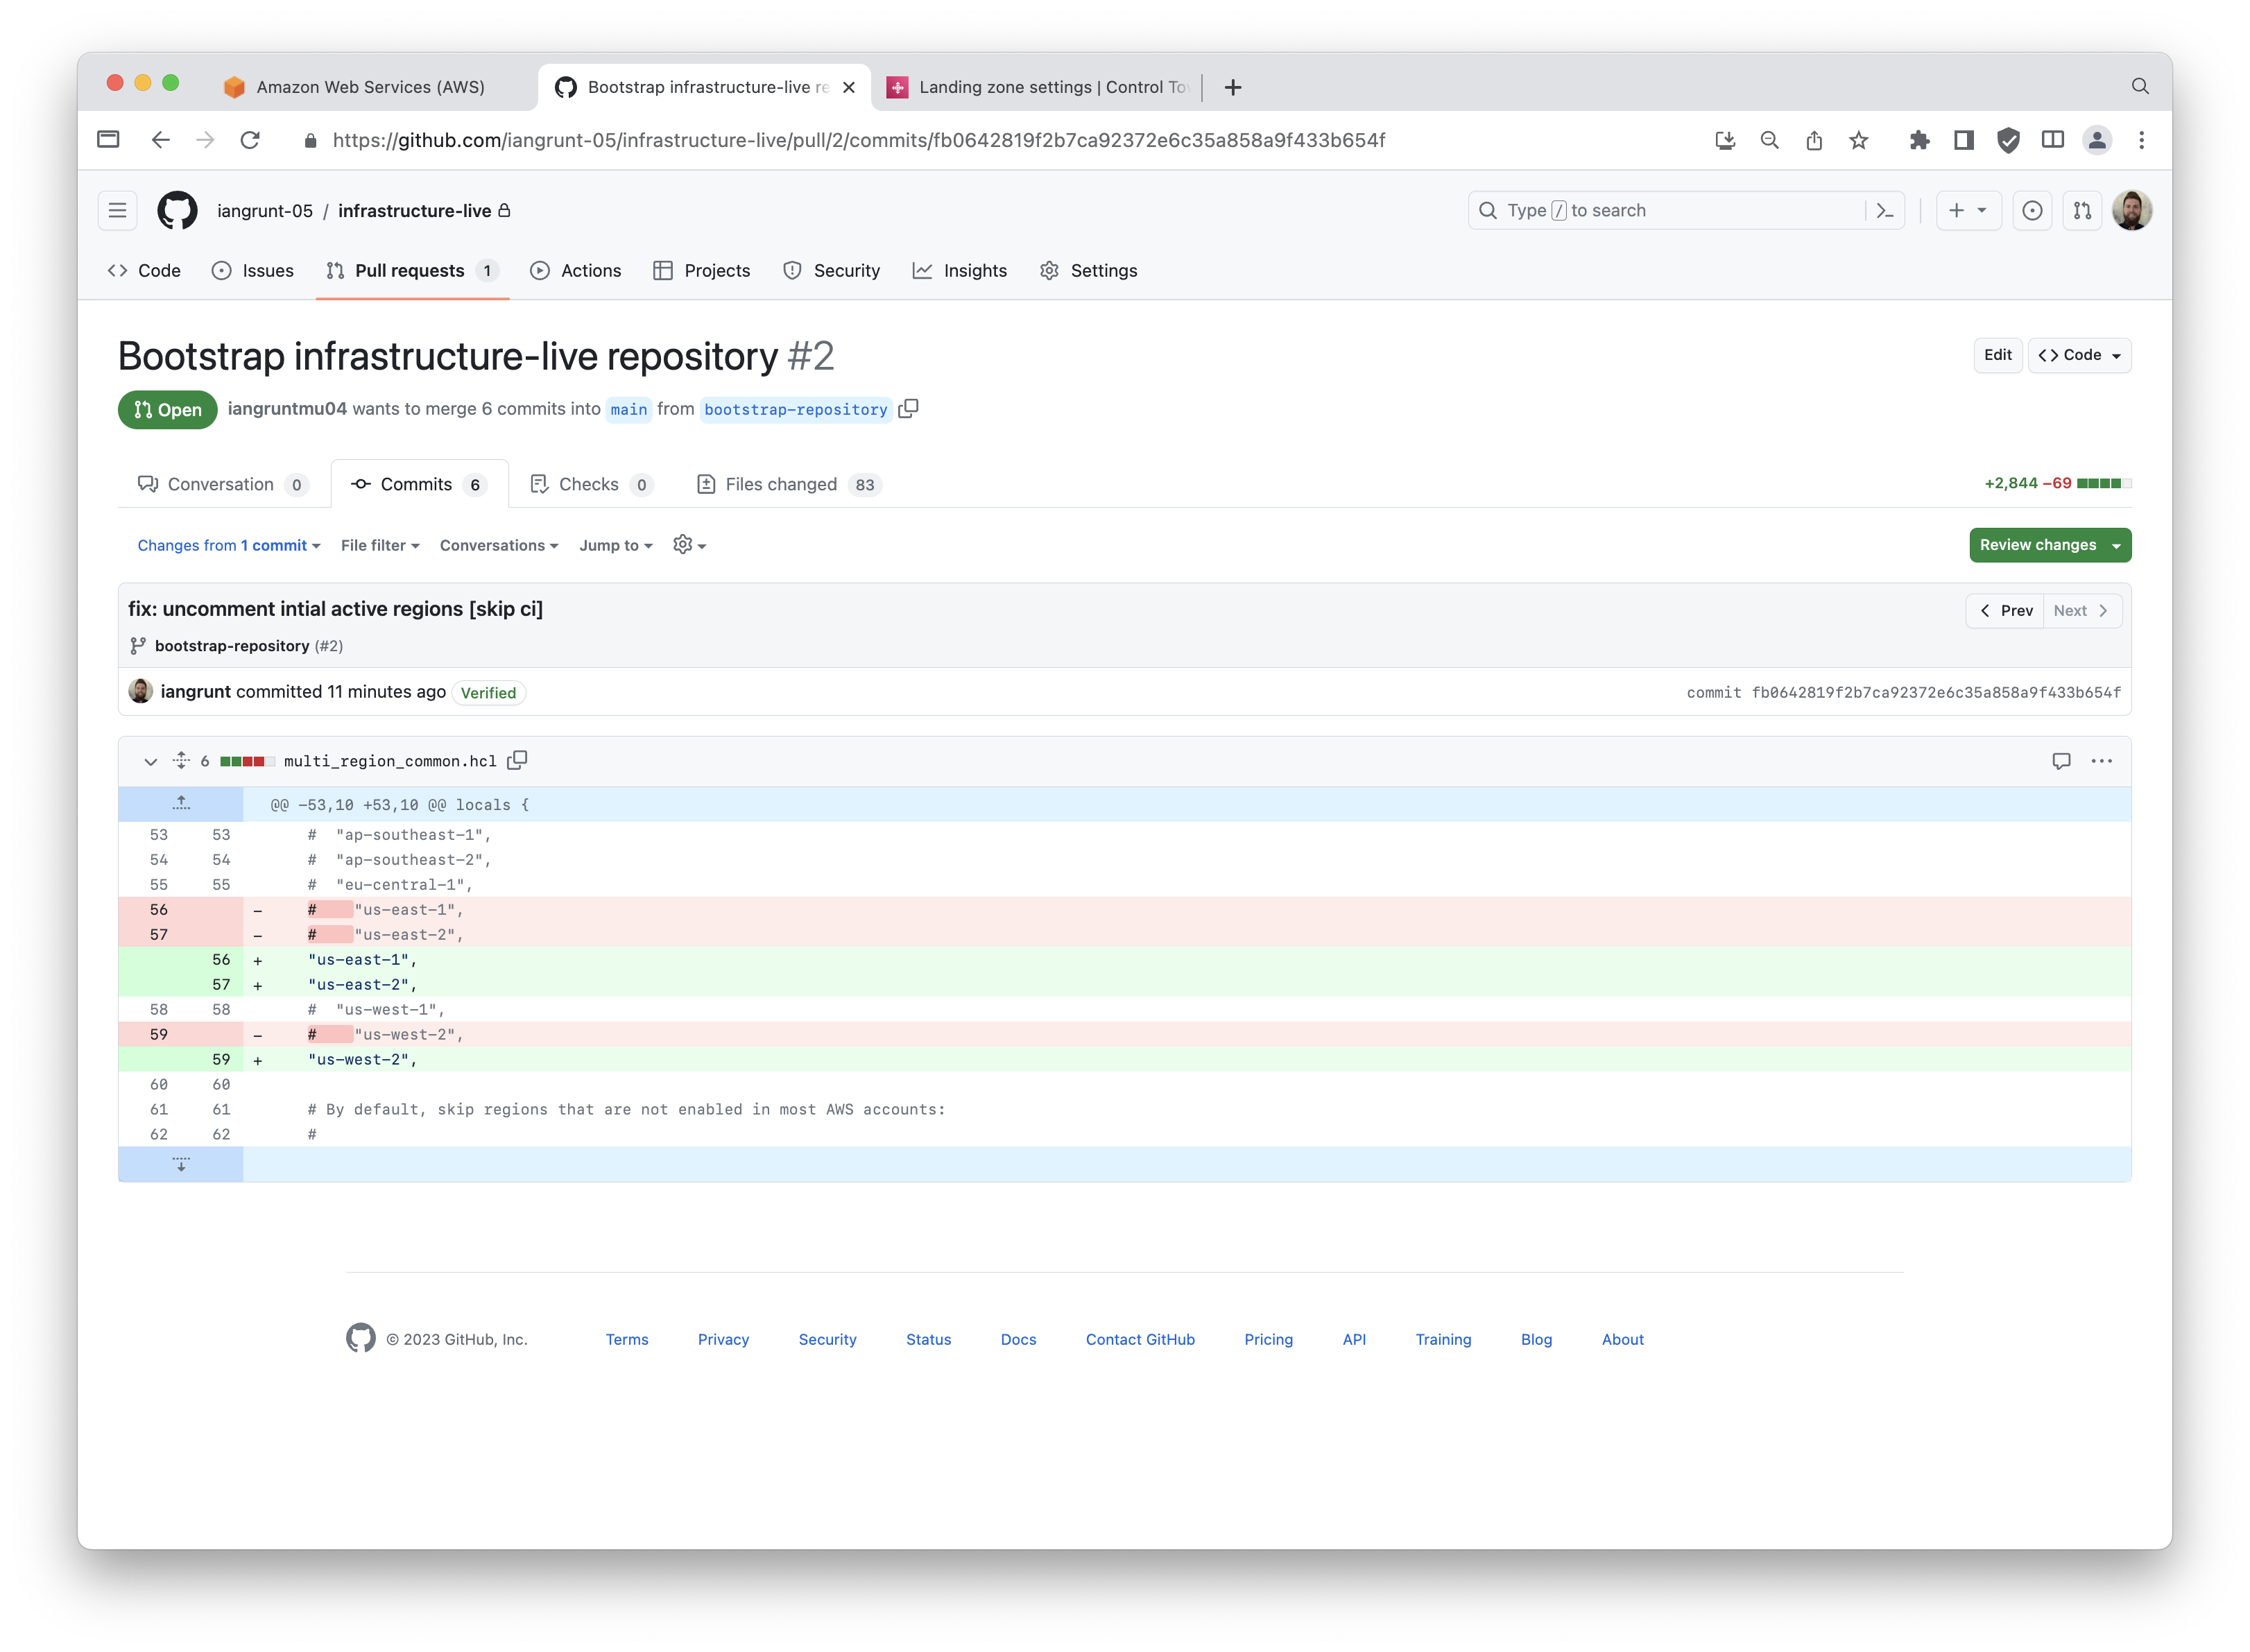 Amazon Web Services (AWS)
Bootstrap infrastructure-live re
Landing zone settings | Control To
https://github.com/iangrunt-05/infrastructure-live/pull/2/commits/fb0642819f2b7ca92372e6c35a858a9f433b654f
iangrunt-05 / infrastructure-live
Type / to search
Code
Issues
Pull requests 1
Actions
Projects
Security
Insights
Settings
Bootstrap infrastructure-live repository #2
Edit
<> Code
Open
iangruntmu04 wants to merge 6 commits into main from bootstrap-repository
Conversation 0
Commits 6
Checks 0
Files changed 83
+2,844 −69
Changes from 1 commit
File filter
Conversations
Jump to
Review changes
fix: uncomment intial active regions [skip ci]
Prev
Next
bootstrap-repository (#2)
iangrunt committed 11 minutes ago Verified
commit fb0642819f2b7ca92372e6c35a858a9f433b654f
6 multi_region_common.hcl
@@ -53,10 +53,10 @@ locals {
53 53 #  "ap-southeast-1",
54 54 #  "ap-southeast-2",
55 55 #  "eu-central-1",
56 - #    "us-east-1",
57 - #    "us-east-2",
56 + "us-east-1",
57 + "us-east-2",
58 58 #  "us-west-1",
59 - #    "us-west-2",
59 + "us-west-2",
60 60
61 61 # By default, skip regions that are not enabled in most AWS accounts:
62 62 #
© 2023 GitHub, Inc.
Terms
Privacy
Security
Status
Docs
Contact GitHub
Pricing
API
Training
Blog
About